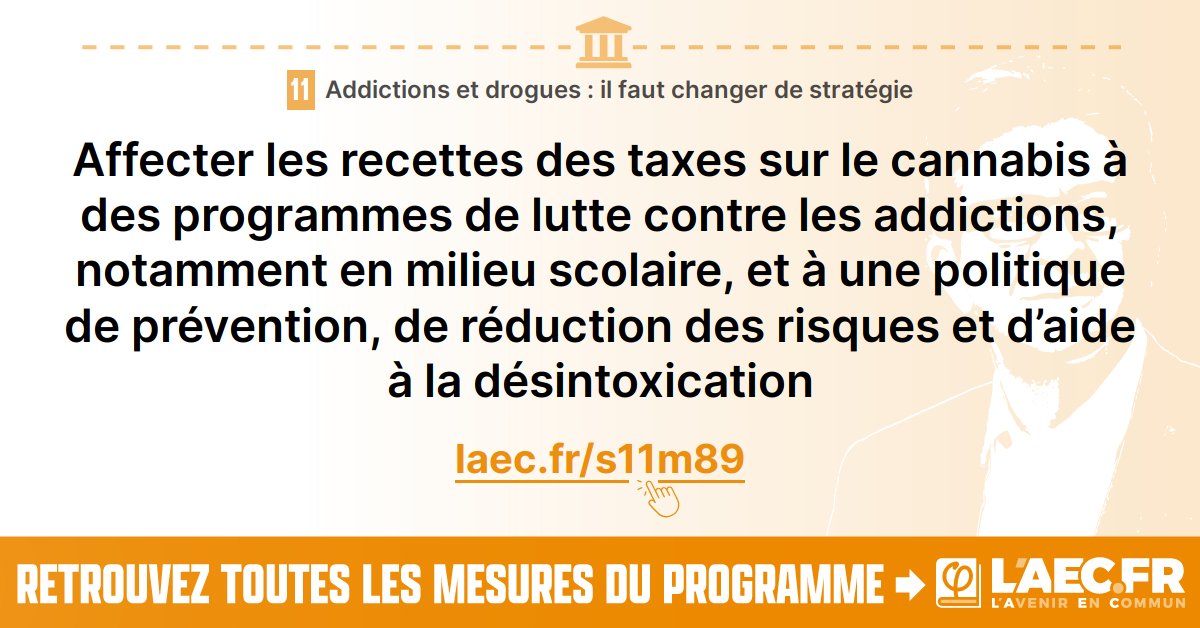 11 Addictions et drogues : il faut changer de stratégie
Affecter les recettes des taxes sur le cannabis à
des programmes de lutte contre les addictions,
notamment en milieu scolaire, et à une politique
de prévention, de réduction des risques et d’aide
à la désintoxication
laec.fr/s11m89
RETROUVEZ TOUTES LES MESURES DU PROGRAMME
φ L'AEC.FR
L'AVENIR EN COMMUN